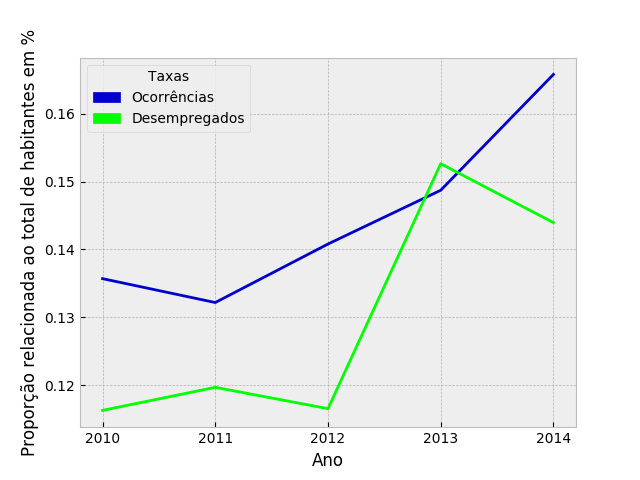 Proporção relacionada ao total de habitantes em %
Taxas
Ocorrências
Desempregados
0.16
0.15
0.14
0.13
0.12
2010 2011 2012 2013 2014
Ano